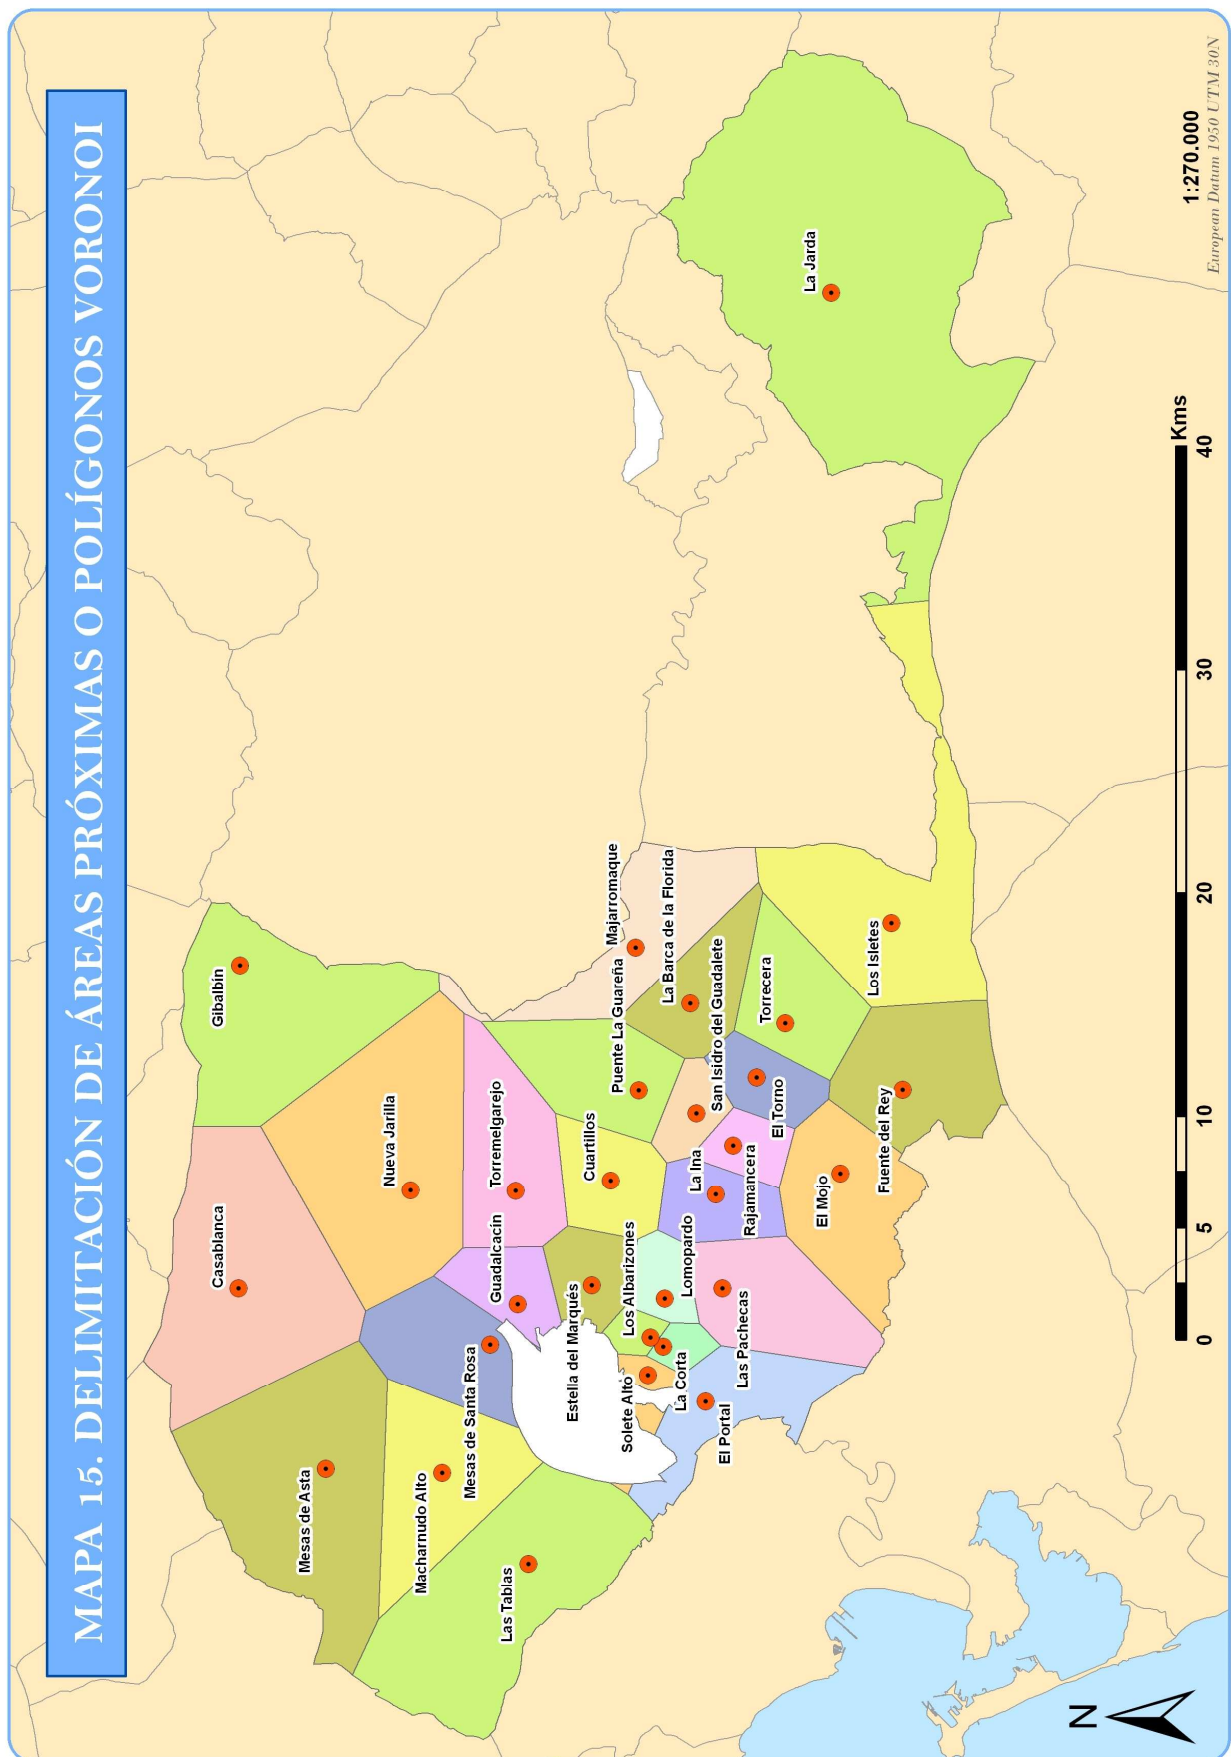 MAPA 15. DELIMITACIÓN DE ÁREAS PRÓXIMAS O POLÍGONOS VORONOI
Gibalbín
Casablanca
Mesas de Asta
Nueva Jarilla
Macharnudo Alto
Mesas de Santa Rosa
Guadalcacín
Torremelgarejo
Las Tablas
Estella del Marqués
Cuartillos
Puente La Guareña
Majarromaque
Solete Alto
Los Albarizones
La Barca de la Florida
La Corta
Lomopardo
La Ina
San Isidro del Guadalete
El Portal
Las Pachecas
Rajamancera
El Torno
Torrecera
La Jarda
El Mojo
Fuente del Rey
Los Isletes
N
0
5
10
20
30
40
Kms
1:270.000
European Datum 1950 UTM 30N